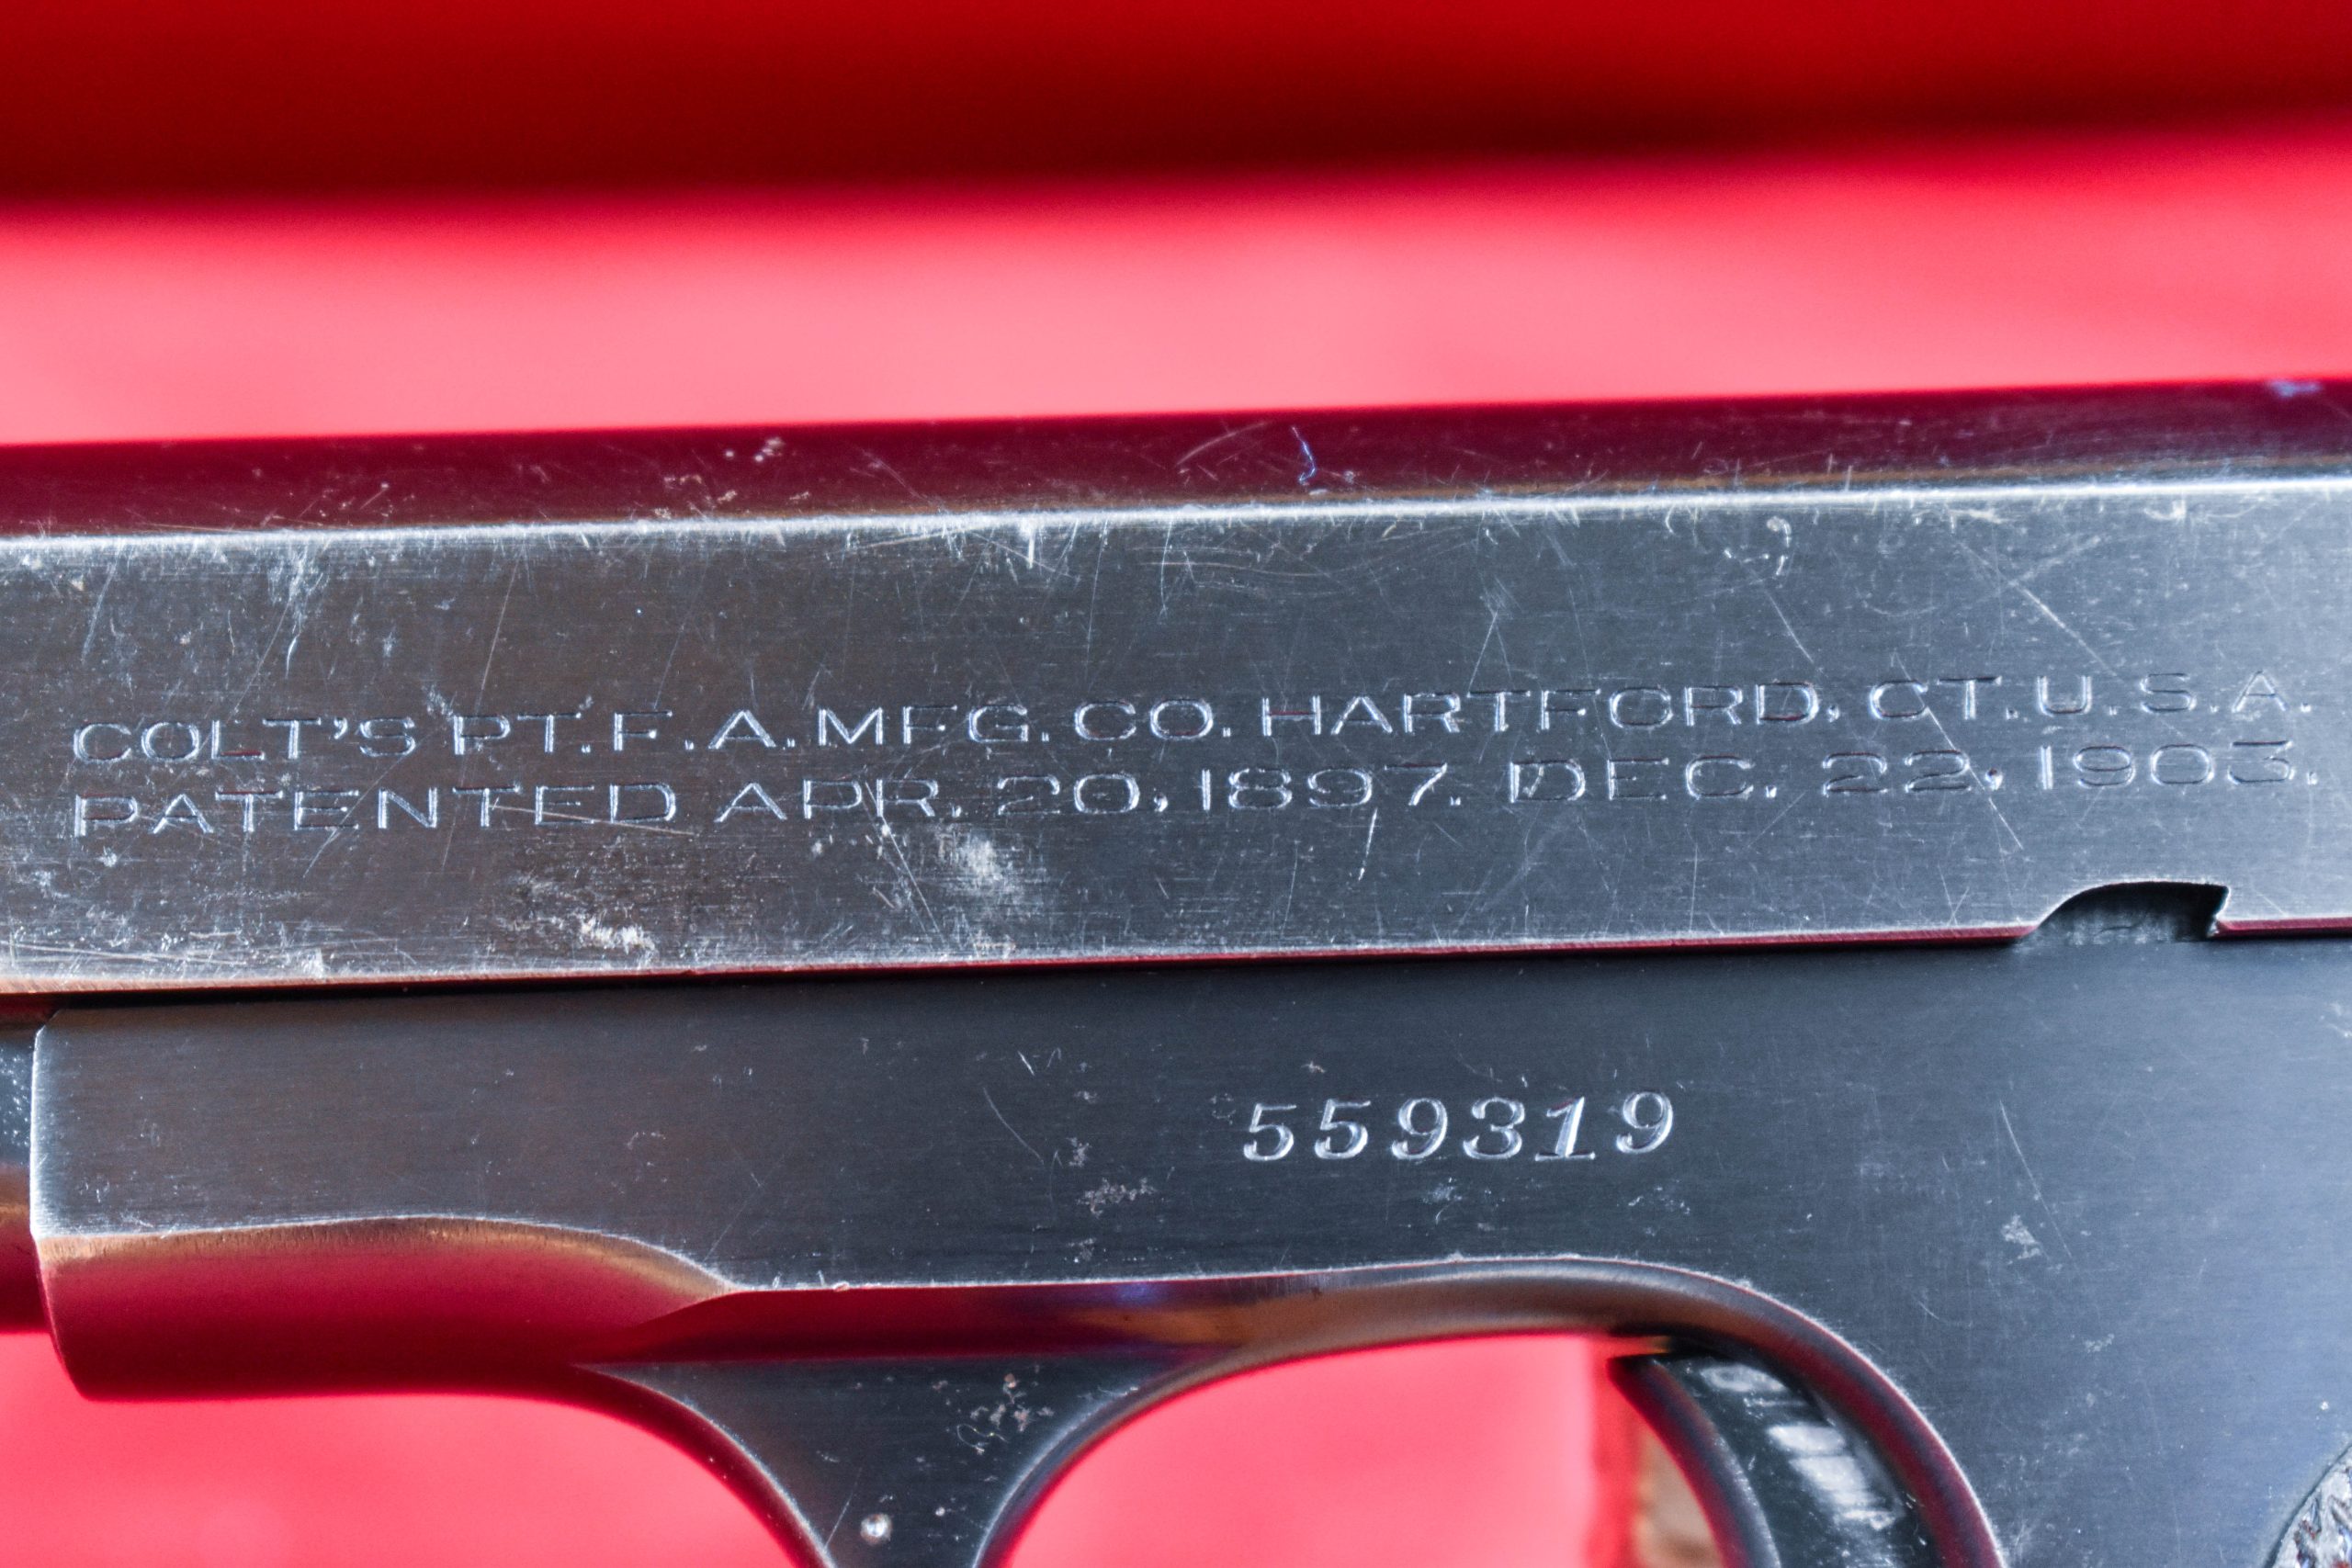 COLT'S PT. F. A. MFG. CO. HARTFORD, CT. U. S. A.
PATENTED APR. 20, 1897. DEC. 22, 1903.
559319